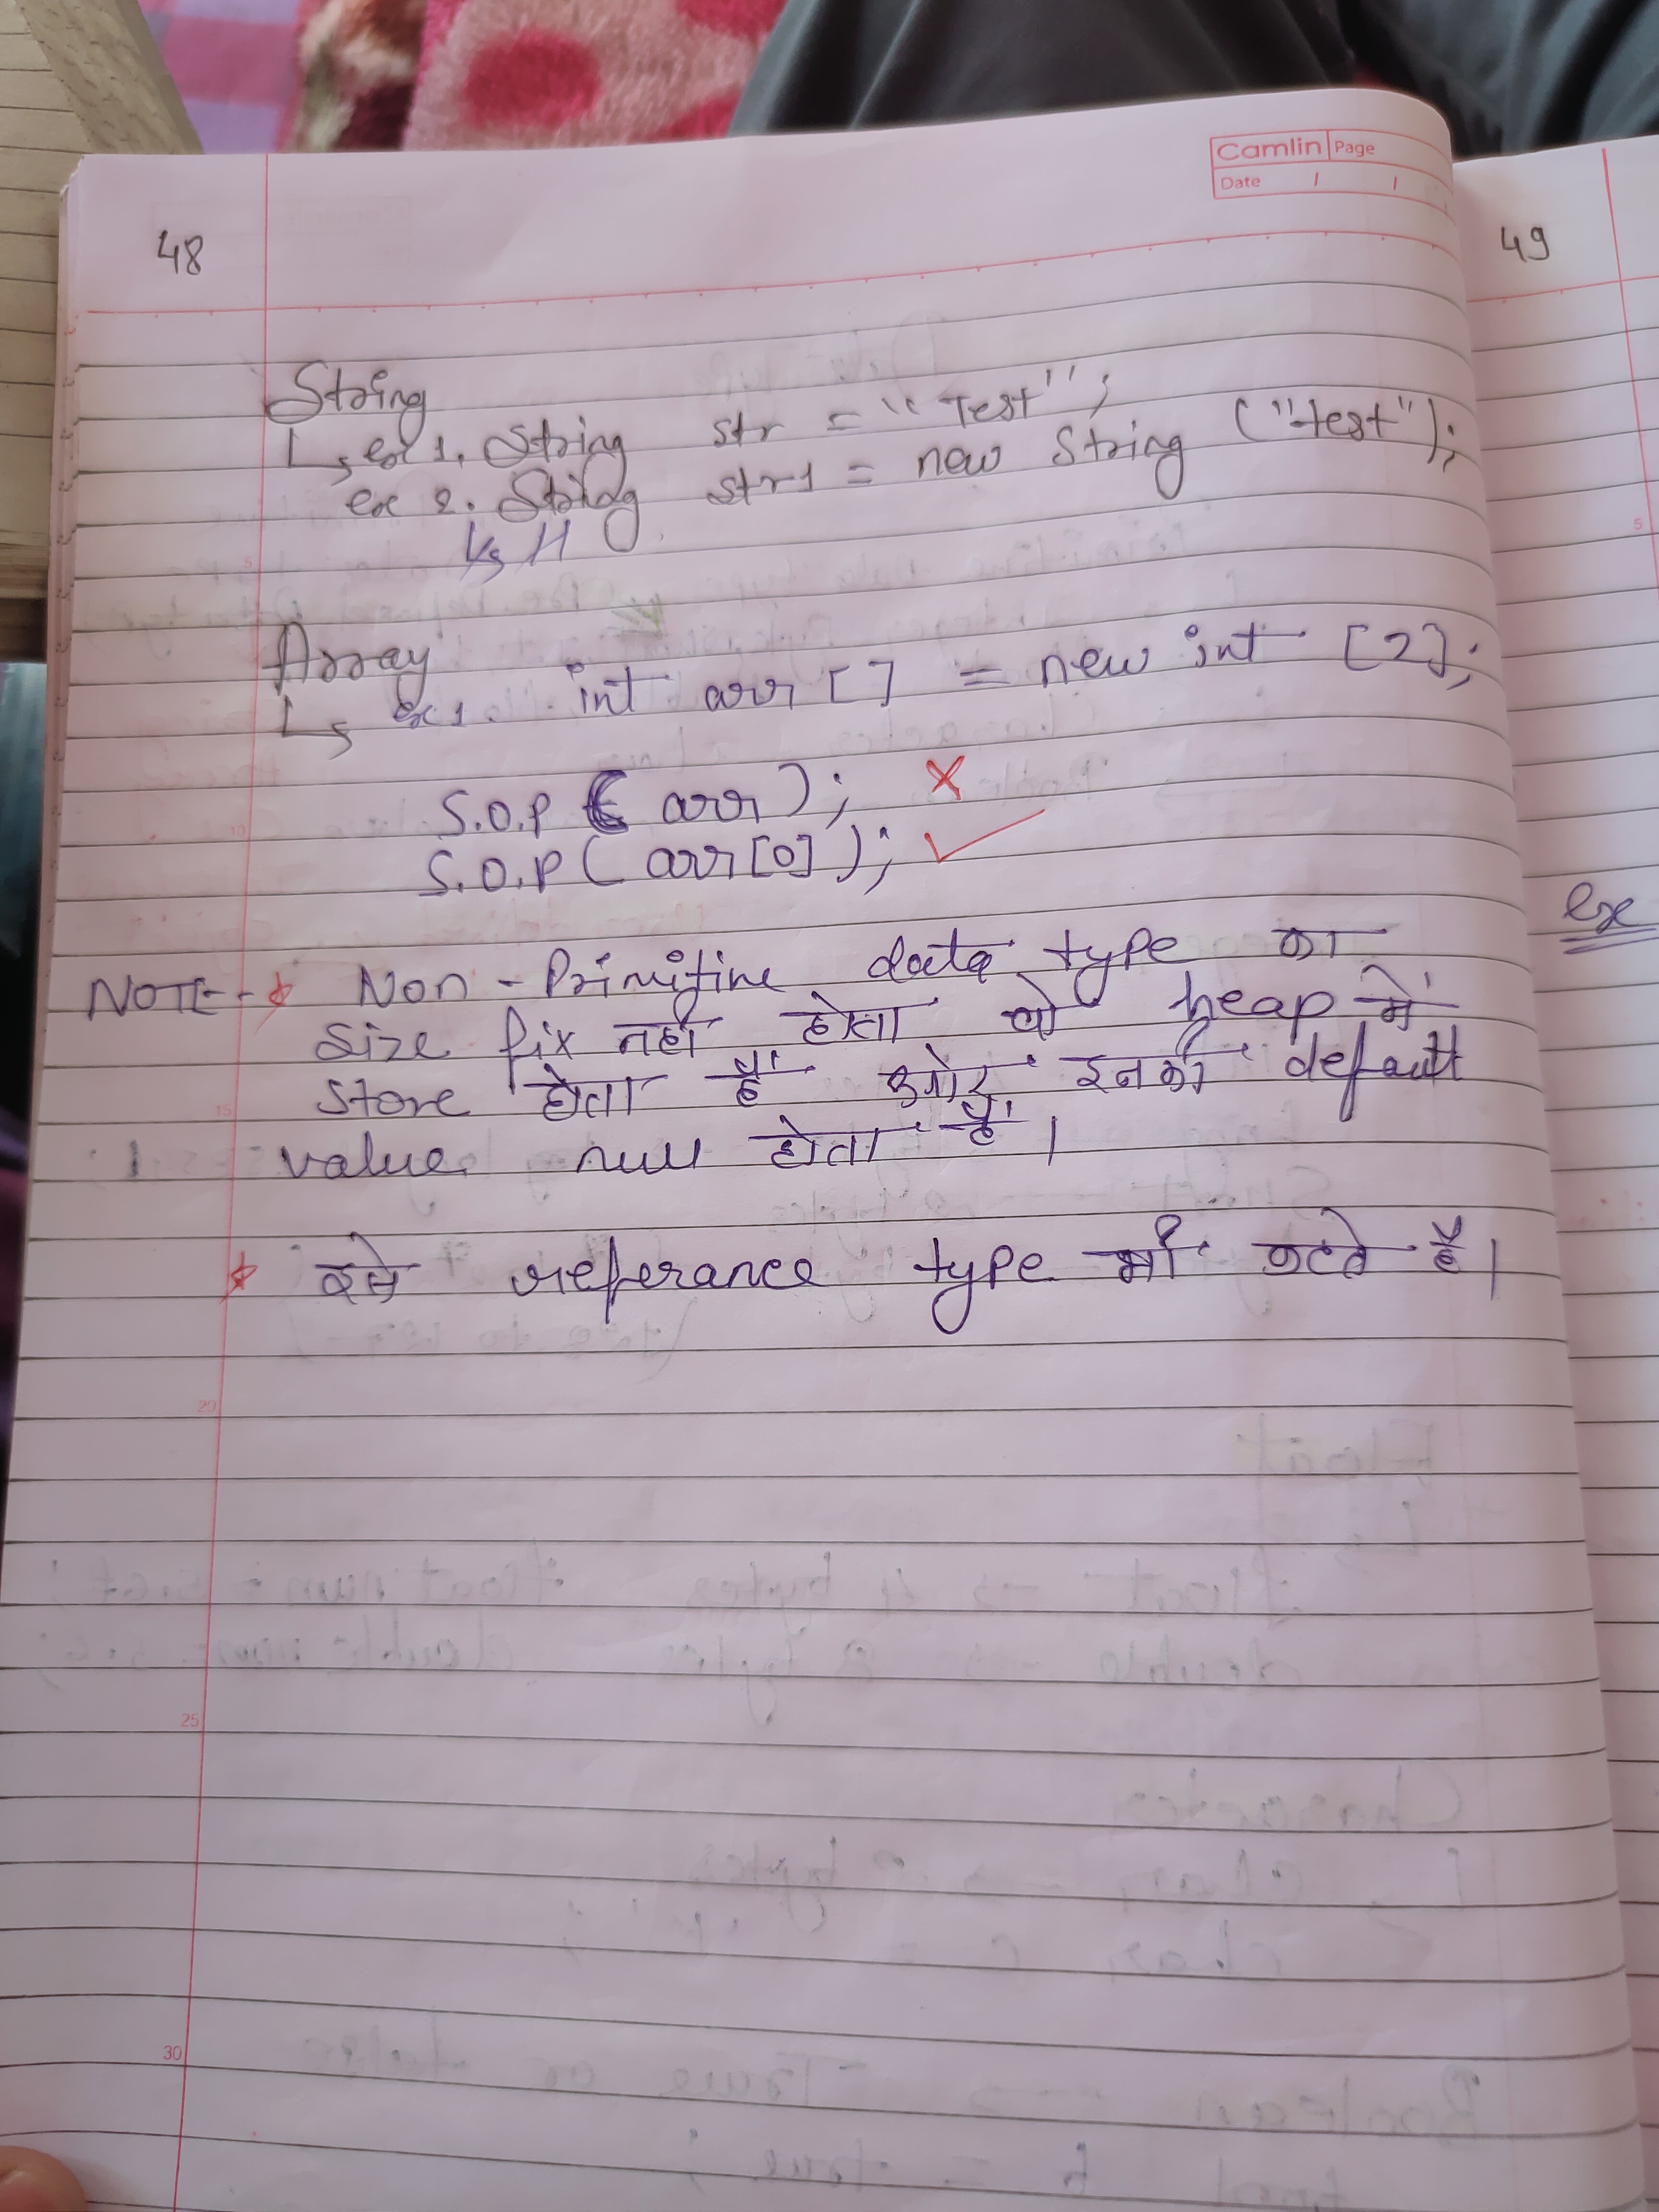 Camlin Page
Date / /
48
49
String
↳ ex 1. String str = "Test";
ex 2. String str1 = new String ("test");
↳ H
Array
↳ ex 1. int arr [] = new int [2];
S.O.P ( arr ); ✗
S.O.P ( arr[0] ); ✓
NOTE - * Non-Primitive data type का
size fix नहीं होता वो heap में
store होता हैं और इनकी default
value null होता हैं।
* इसे referance type भी कहते हैं।
ex
5
5
10
15
20
25
30